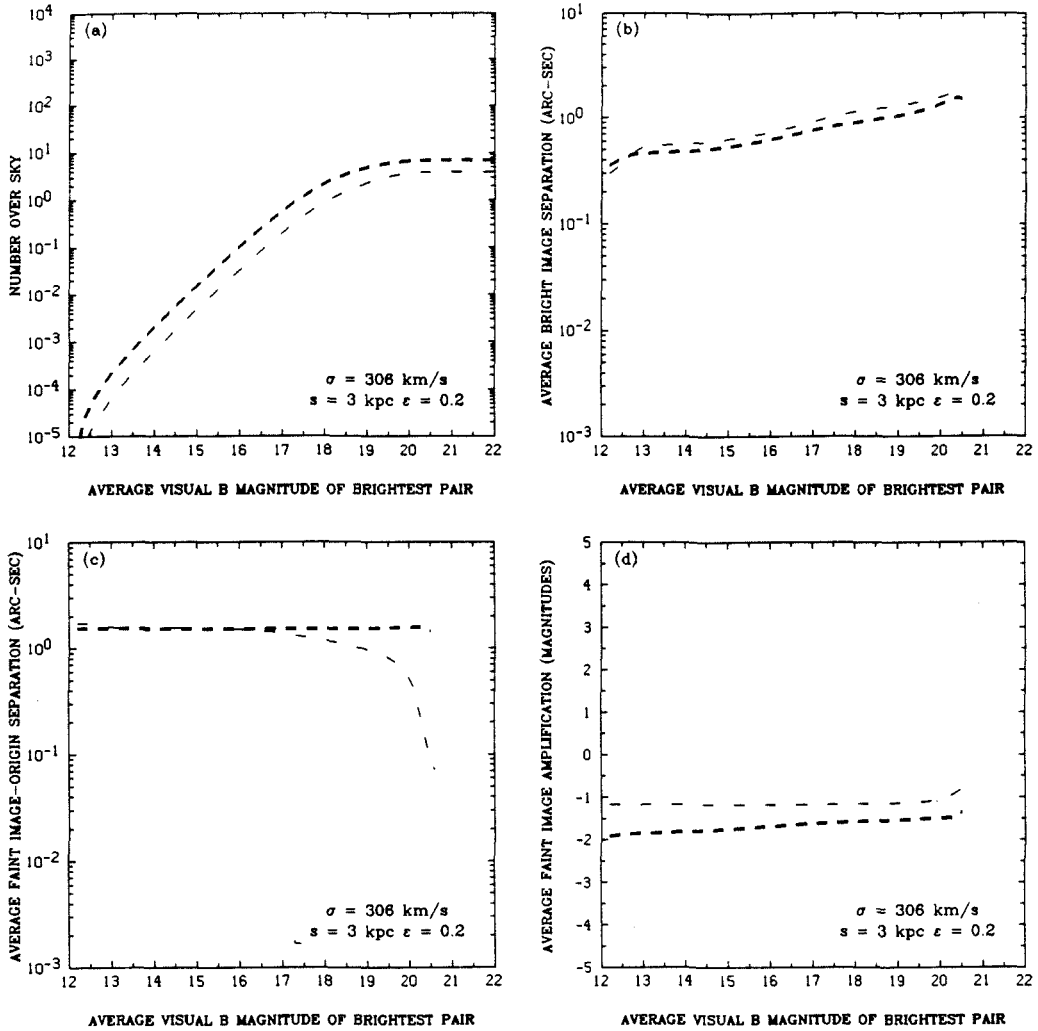 (a)
NUMBER OVER SKY
10^4
10^3
10^2
10^1
10^0
10^-1
10^-2
10^-3
10^-4
10^-5
σ = 306 km/s
s = 3 kpc ε = 0.2
12 13 14 15 16 17 18 19 20 21 22
AVERAGE VISUAL B MAGNITUDE OF BRIGHTEST PAIR
(b)
AVERAGE BRIGHT IMAGE SEPARATION (ARC-SEC)
10^1
10^0
10^-1
10^-2
10^-3
σ = 306 km/s
s = 3 kpc ε = 0.2
12 13 14 15 16 17 18 19 20 21 22
AVERAGE VISUAL B MAGNITUDE OF BRIGHTEST PAIR
(c)
AVERAGE FAINT IMAGE-ORIGIN SEPARATION (ARC-SEC)
10^1
10^0
10^-1
10^-2
10^-3
σ = 306 km/s
s = 3 kpc ε = 0.2
12 13 14 15 16 17 18 19 20 21 22
AVERAGE VISUAL B MAGNITUDE OF BRIGHTEST PAIR
(d)
AVERAGE FAINT IMAGE AMPLIFICATION (MAGNITUDES)
5
4
3
2
1
0
-1
-2
-3
-4
-5
σ = 306 km/s
s = 3 kpc ε = 0.2
12 13 14 15 16 17 18 19 20 21 22
AVERAGE VISUAL B MAGNITUDE OF BRIGHTEST PAIR